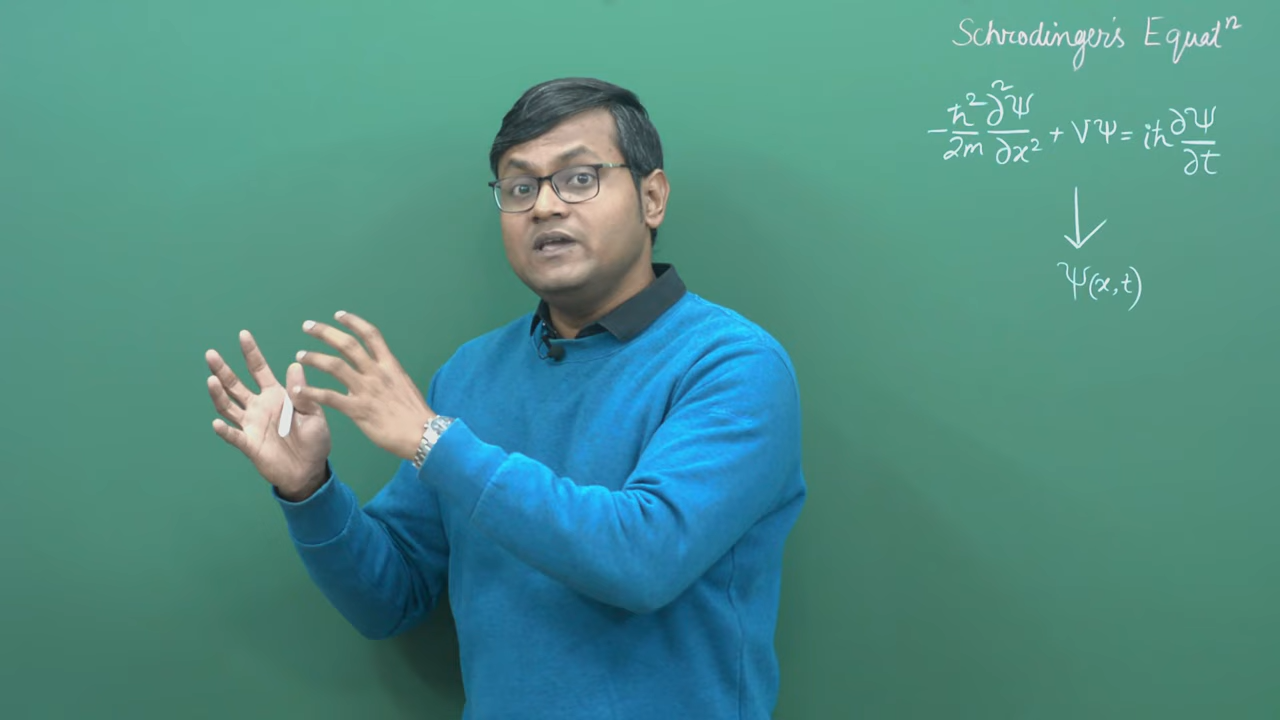 Schrodinger's Equatⁿ
-ħ²/2m ∂²Ψ/∂x² + VΨ = iħ ∂Ψ/∂t
↓
Ψ(x,t)